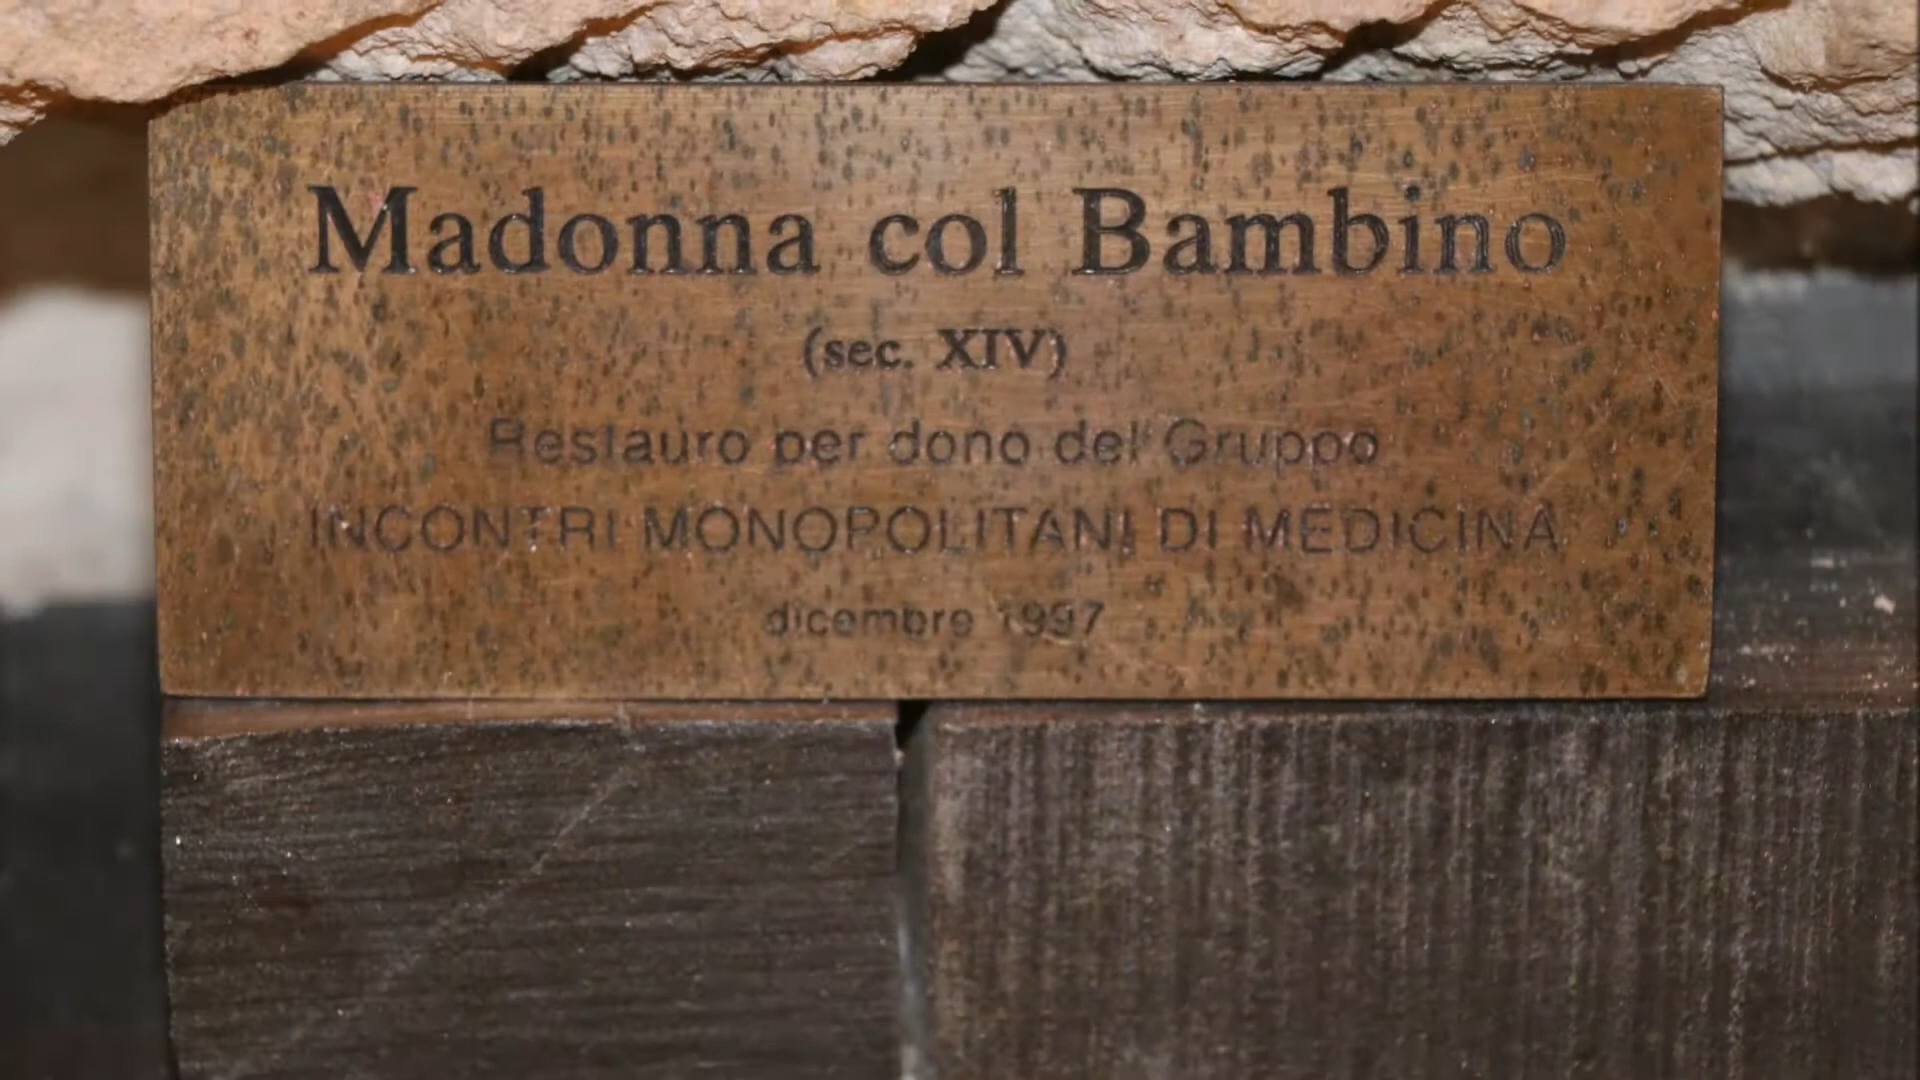 Madonna col Bambino
(sec. XIV)
Restauro per dono del Gruppo
INCONTRI MONOPOLITANI DI MEDICINA
dicembre 1997